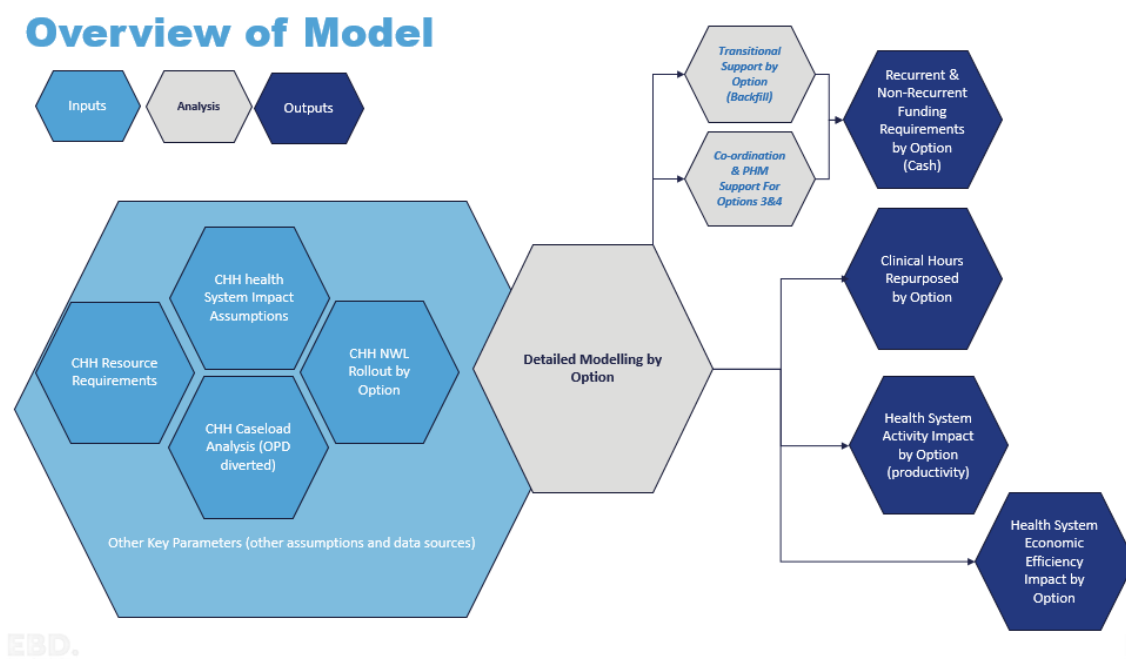 Overview of Model
Inputs
Analysis
Outputs
Transitional
Support by
Option
(Backfill)
Co-ordination
& PHM
Support For
Options 3&4
Recurrent &
Non-Recurrent
Funding
Requirements
by Option
(Cash)
CHH health
System Impact
Assumptions
CHH Resource
Requirements
CHH NWL
Rollout by
Option
CHH Caseload
Analysis (OPD
diverted)
Other Key Parameters (other assumptions and data sources)
Detailed Modelling by
Option
Clinical Hours
Repurposed
by Option
Health System
Activity Impact
by Option
(productivity)
Health System
Economic
Efficiency
Impact by
Option
EBD.